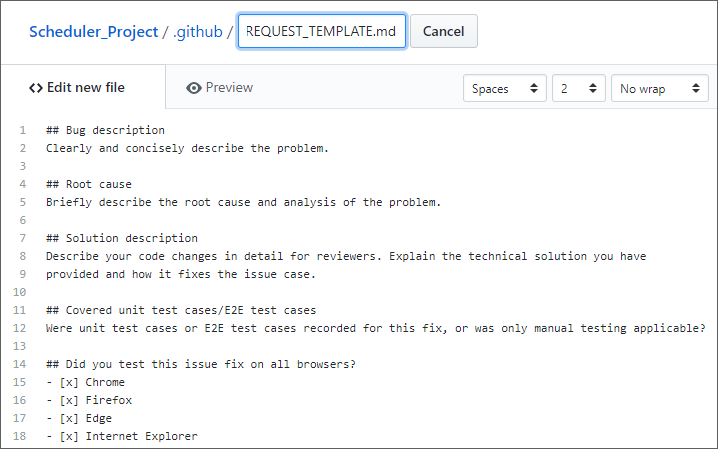 Scheduler_Project / .github / REQUEST_TEMPLATE.md Cancel
<> Edit new file Preview Spaces 2 No wrap
1 ## Bug description
2 Clearly and concisely describe the problem.
3
4 ## Root cause
5 Briefly describe the root cause and analysis of the problem.
6
7 ## Solution description
8 Describe your code changes in detail for reviewers. Explain the technical solution you have
9 provided and how it fixes the issue case.
10
11 ## Covered unit test cases/E2E test cases
12 Were unit test cases or E2E test cases recorded for this fix, or was only manual testing applicable?
13
14 ## Did you test this issue fix on all browsers?
15 - [x] Chrome
16 - [x] Firefox
17 - [x] Edge
18 - [x] Internet Explorer